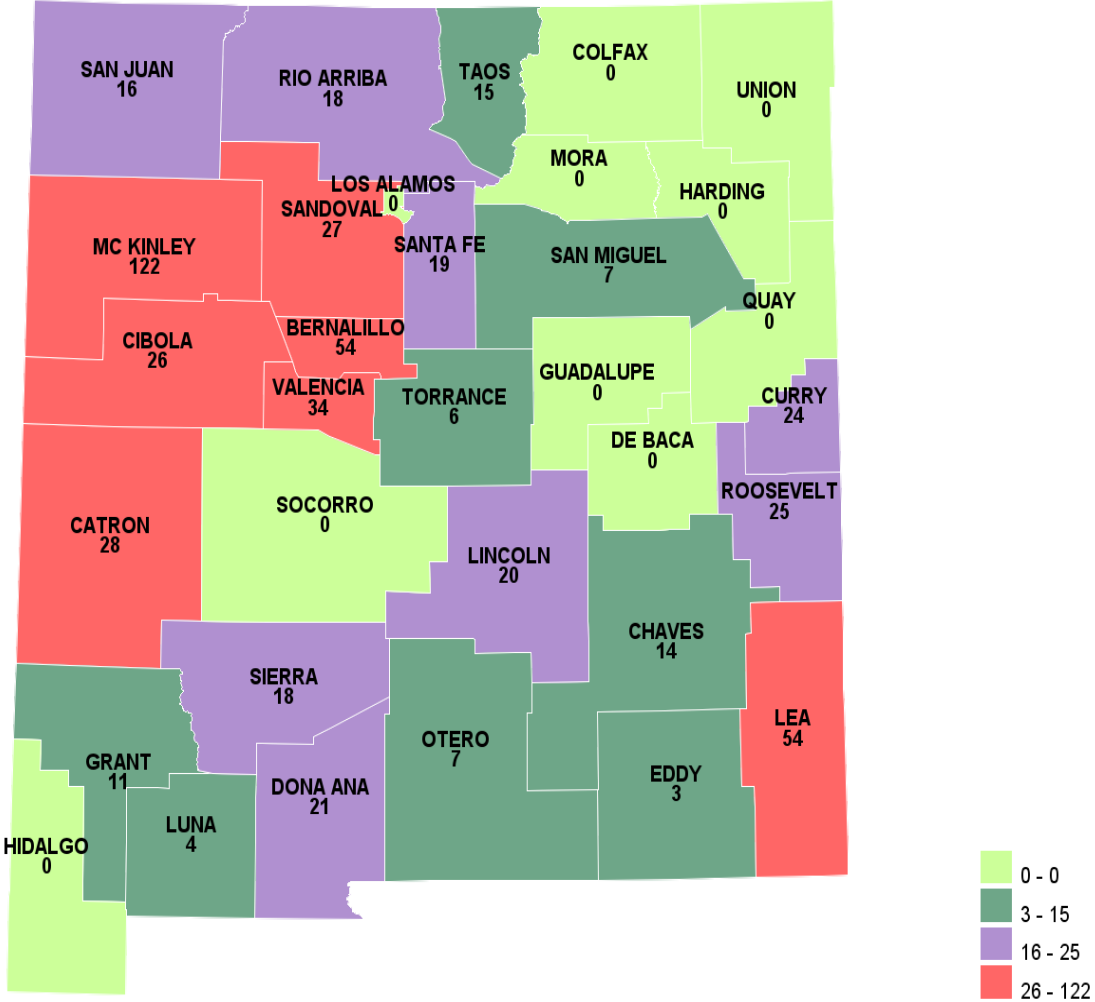 SAN JUAN
16
RIO ARRIBA
18
TAOS
15
COLFAX
0
UNION
0
MORA
0
HARDING
0
LOS ALAMOS
0
SANDOVAL
27
SANTA FE
19
MC KINLEY
122
SAN MIGUEL
7
QUAY
0
CIBOLA
26
BERNALILLO
54
VALENCIA
34
TORRANCE
6
GUADALUPE
0
CURRY
24
DE BACA
0
ROOSEVELT
25
SOCORRO
0
CATRON
28
LINCOLN
20
CHAVES
14
SIERRA
18
LEA
54
OTERO
7
GRANT
11
DONA ANA
21
EDDY
3
LUNA
4
HIDALGO
0
0 - 0
3 - 15
16 - 25
26 - 122